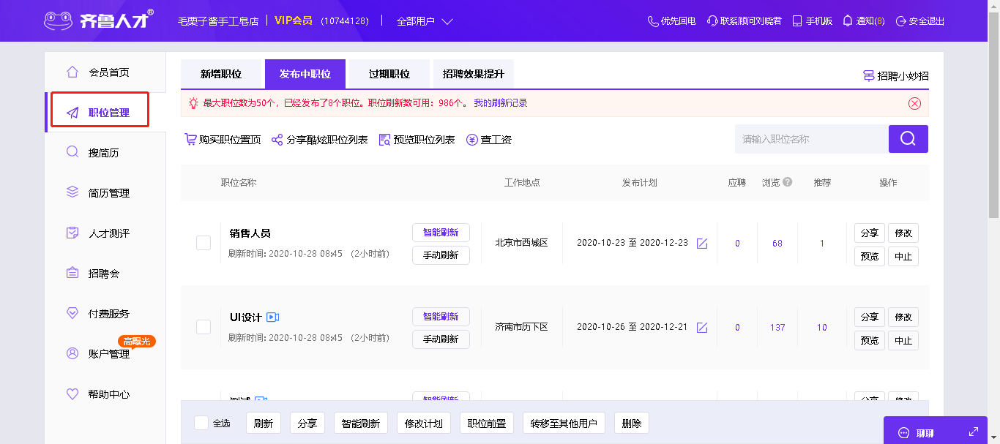 齐鲁人才® 毛栗子酱手工皂店 VIP会员 (10744128) 全部用户 优先回电 联系顾问刘晓君 手机版 通知(8) 安全退出
会员首页
职位管理
搜简历
简历管理
人才测评
招聘会
付费服务
高曝光
账户管理
帮助中心
新增职位 发布中职位 过期职位 招聘效果提升 招聘小妙招
最大职位数为50个，已经发布了8个职位。职位刷新数可用：986个。 我的刷新记录
购买职位置顶 分享酷炫职位列表 预览职位列表 查工资 请输入职位名称
职位名称 工作地点 发布计划 应聘 浏览 ? 推荐 操作
销售人员 智能刷新 分享 修改
北京市西城区 2020-10-23 至 2020-12-23 0 68 1
刷新时间: 2020-10-28 08:45 (2小时前) 手动刷新 预览 中止
UI设计 智能刷新 分享 修改
济南市历下区 2020-10-26 至 2020-12-21 0 137 10
刷新时间: 2020-10-28 08:45 (2小时前) 手动刷新 预览 中止
测试 智能刷新 分享 修改
全选 刷新 分享 智能刷新 修改计划 职位前置 转移至其他用户 删除
聊聊